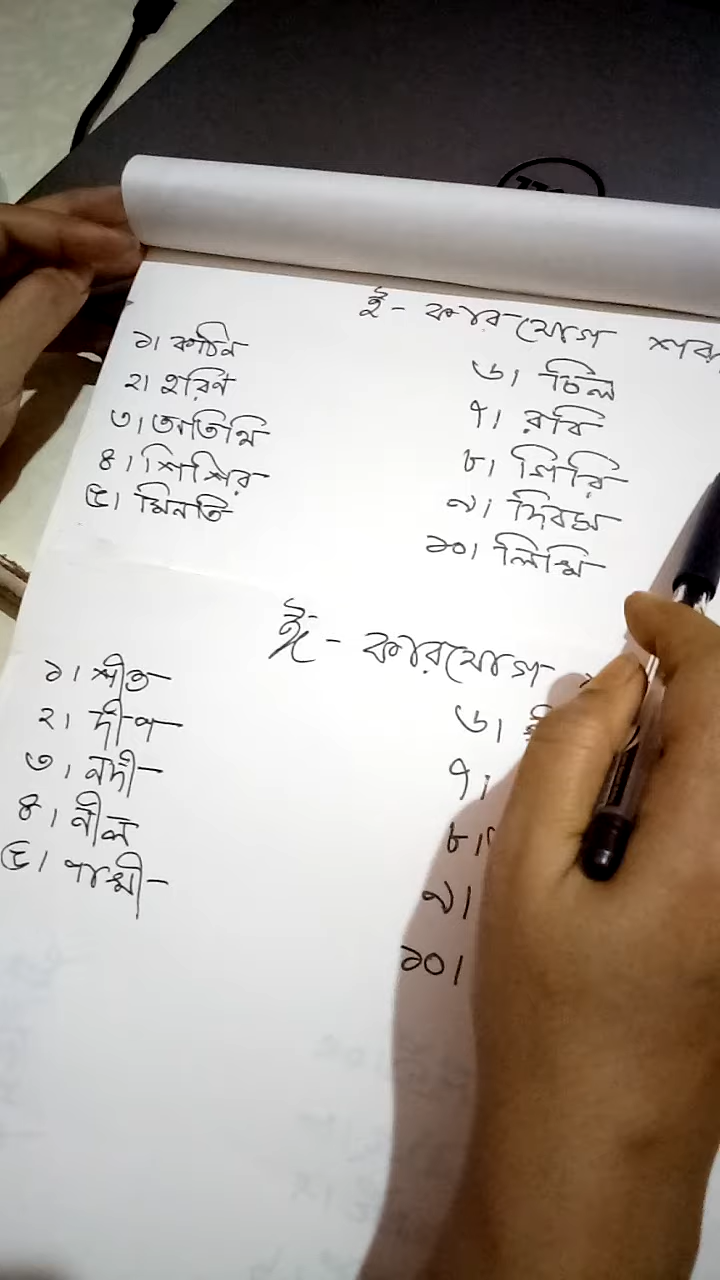 ই - কারযোগ শব্দ
১। কঠিন
২। হরিণ
৩। অতিথি
৪। শিশির
৫। মিনতি
৬। চিল
৭। রবি
৮। গিরি
৯। দিবস
১০। লিখি
ঈ - কারযোগ
১। শীত
২। দীপ
৩। নদী
৪। নীল
৫। পাখী
৬।
৭।
৮।
৯।
১০।